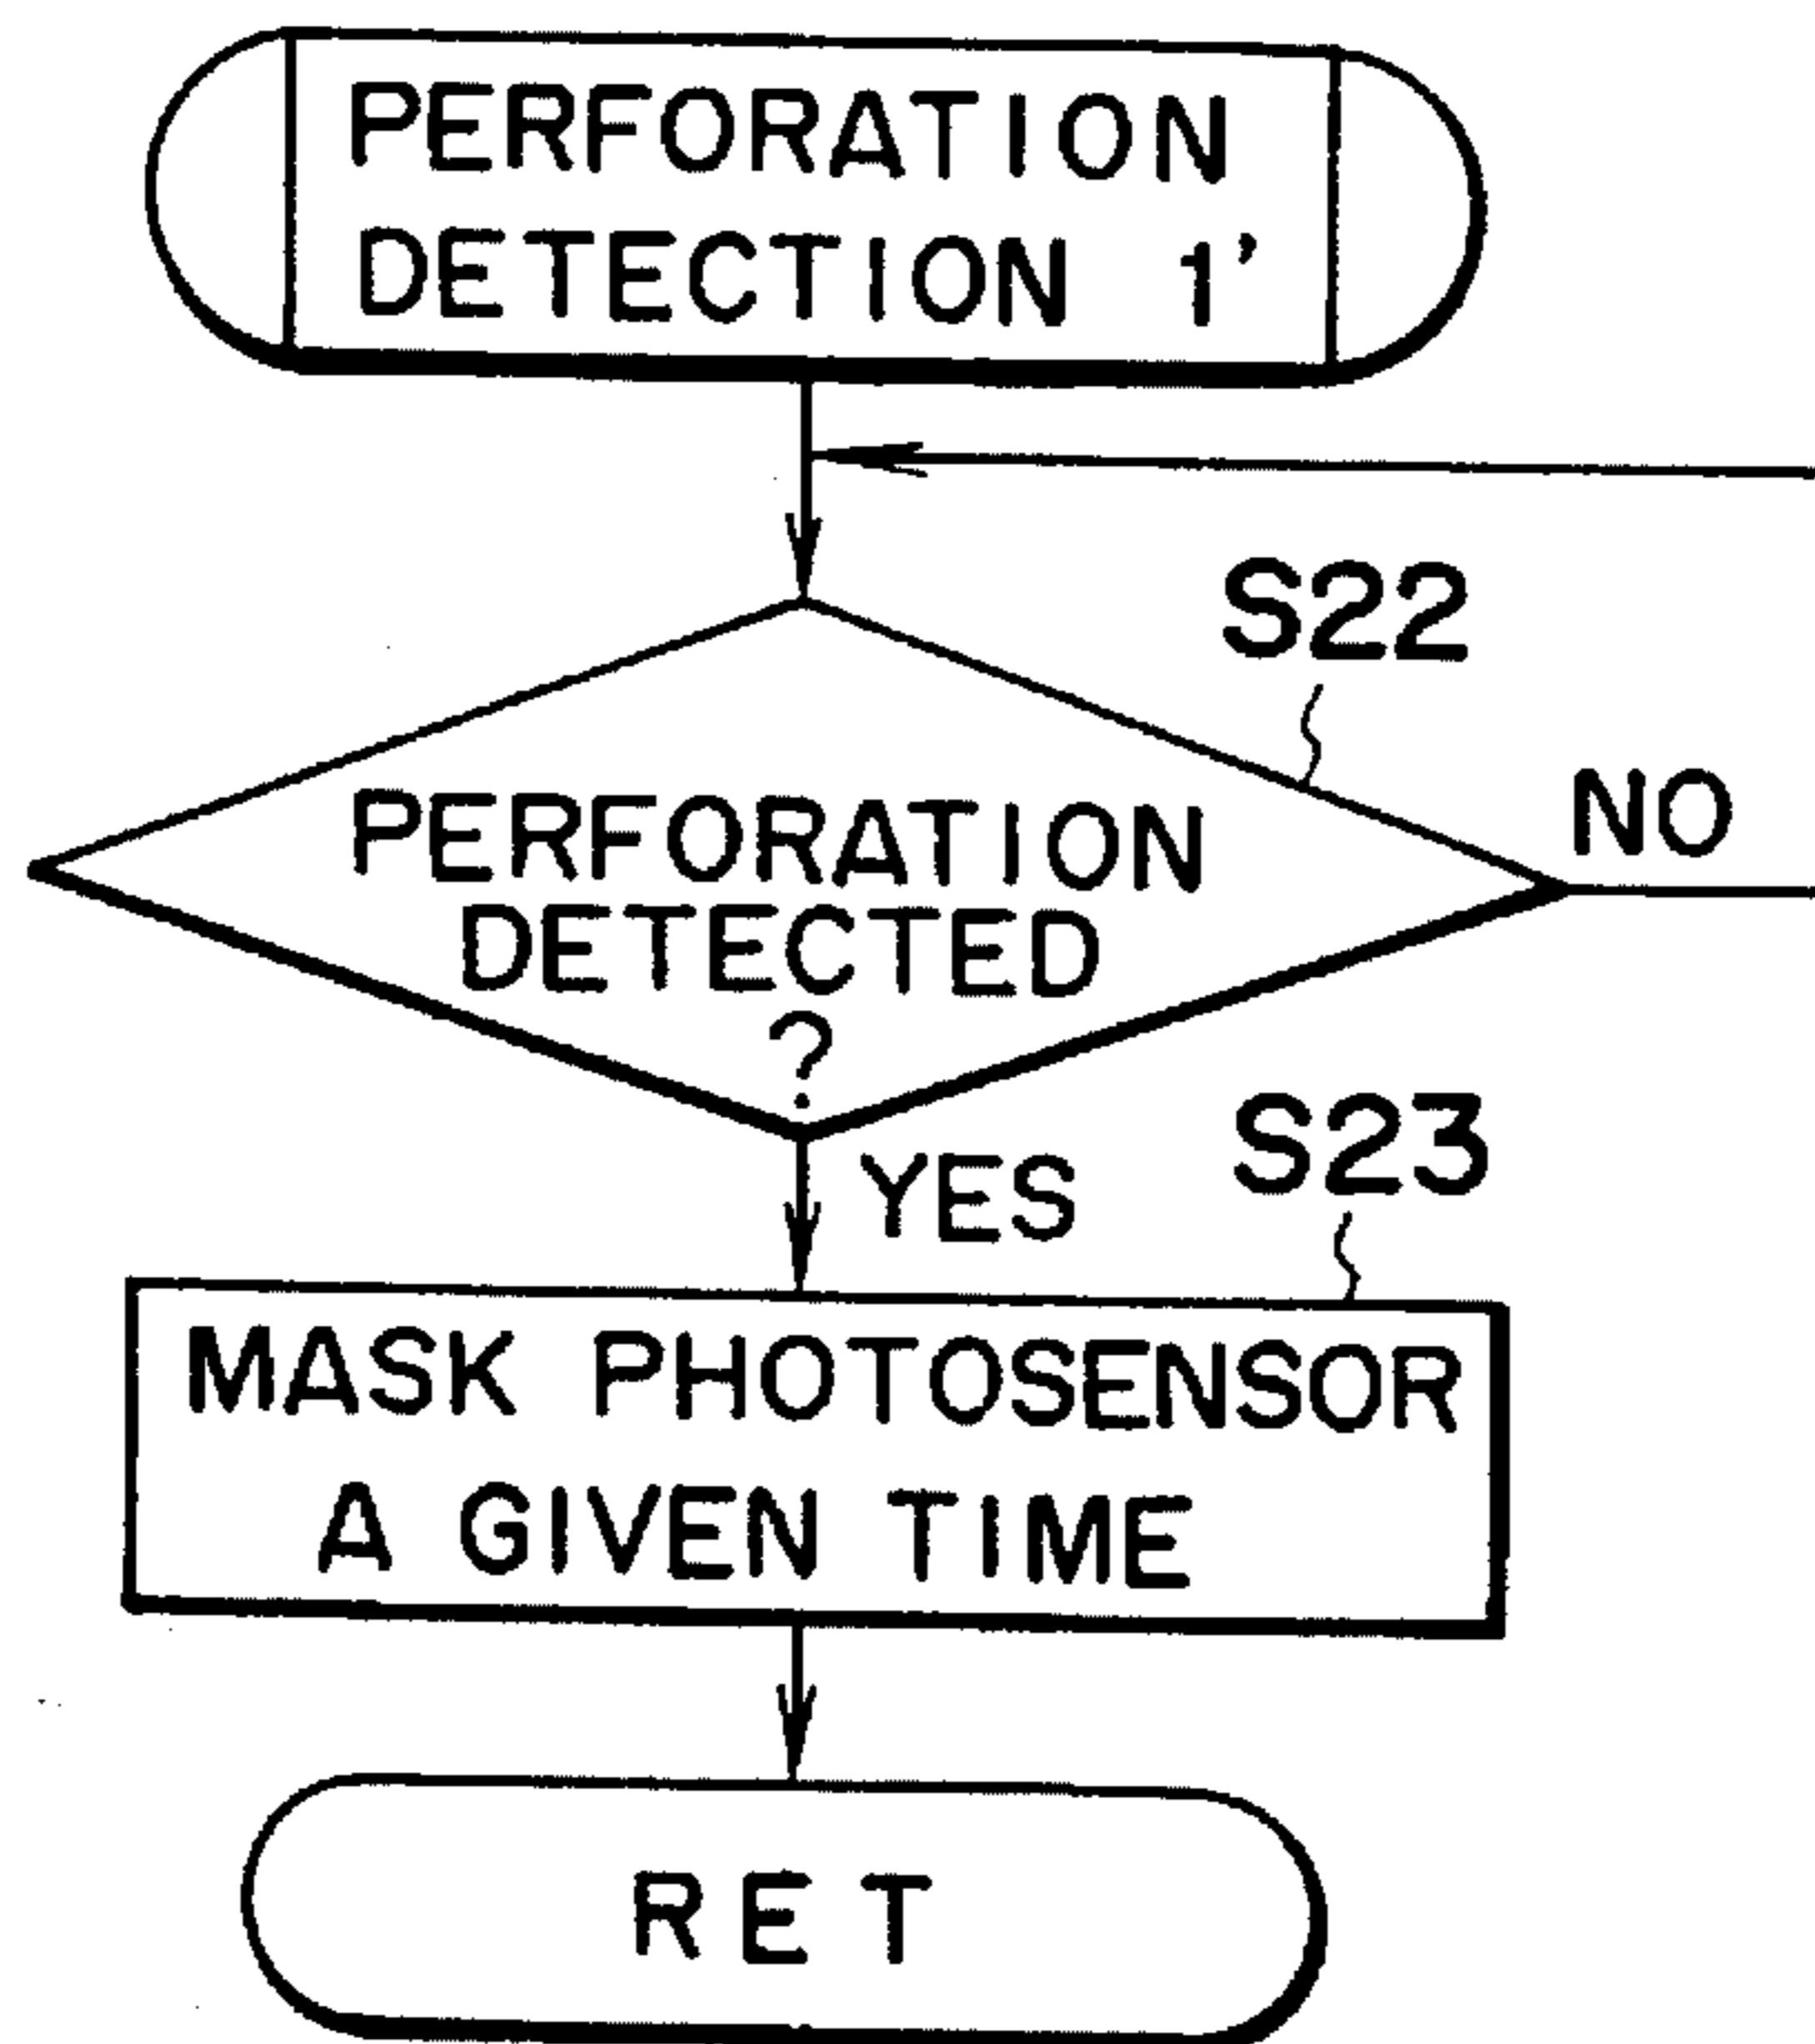 PERFORATION
DETECTION 1'
S22
NO
PERFORATION
DETECTED
?
YES
S23
MASK PHOTOSENSOR
A GIVEN TIME
RET